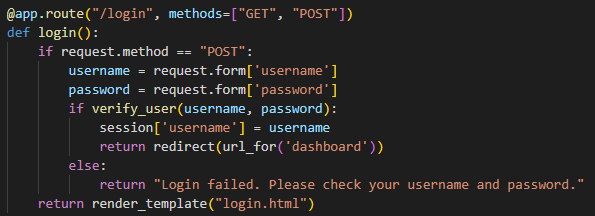 @app.route("/login", methods=["GET", "POST"])
def login():
    if request.method == "POST":
        username = request.form['username']
        password = request.form['password']
        if verify_user(username, password):
            session['username'] = username
            return redirect(url_for('dashboard'))
        else:
            return "Login failed. Please check your username and password."
    return render_template("login.html")